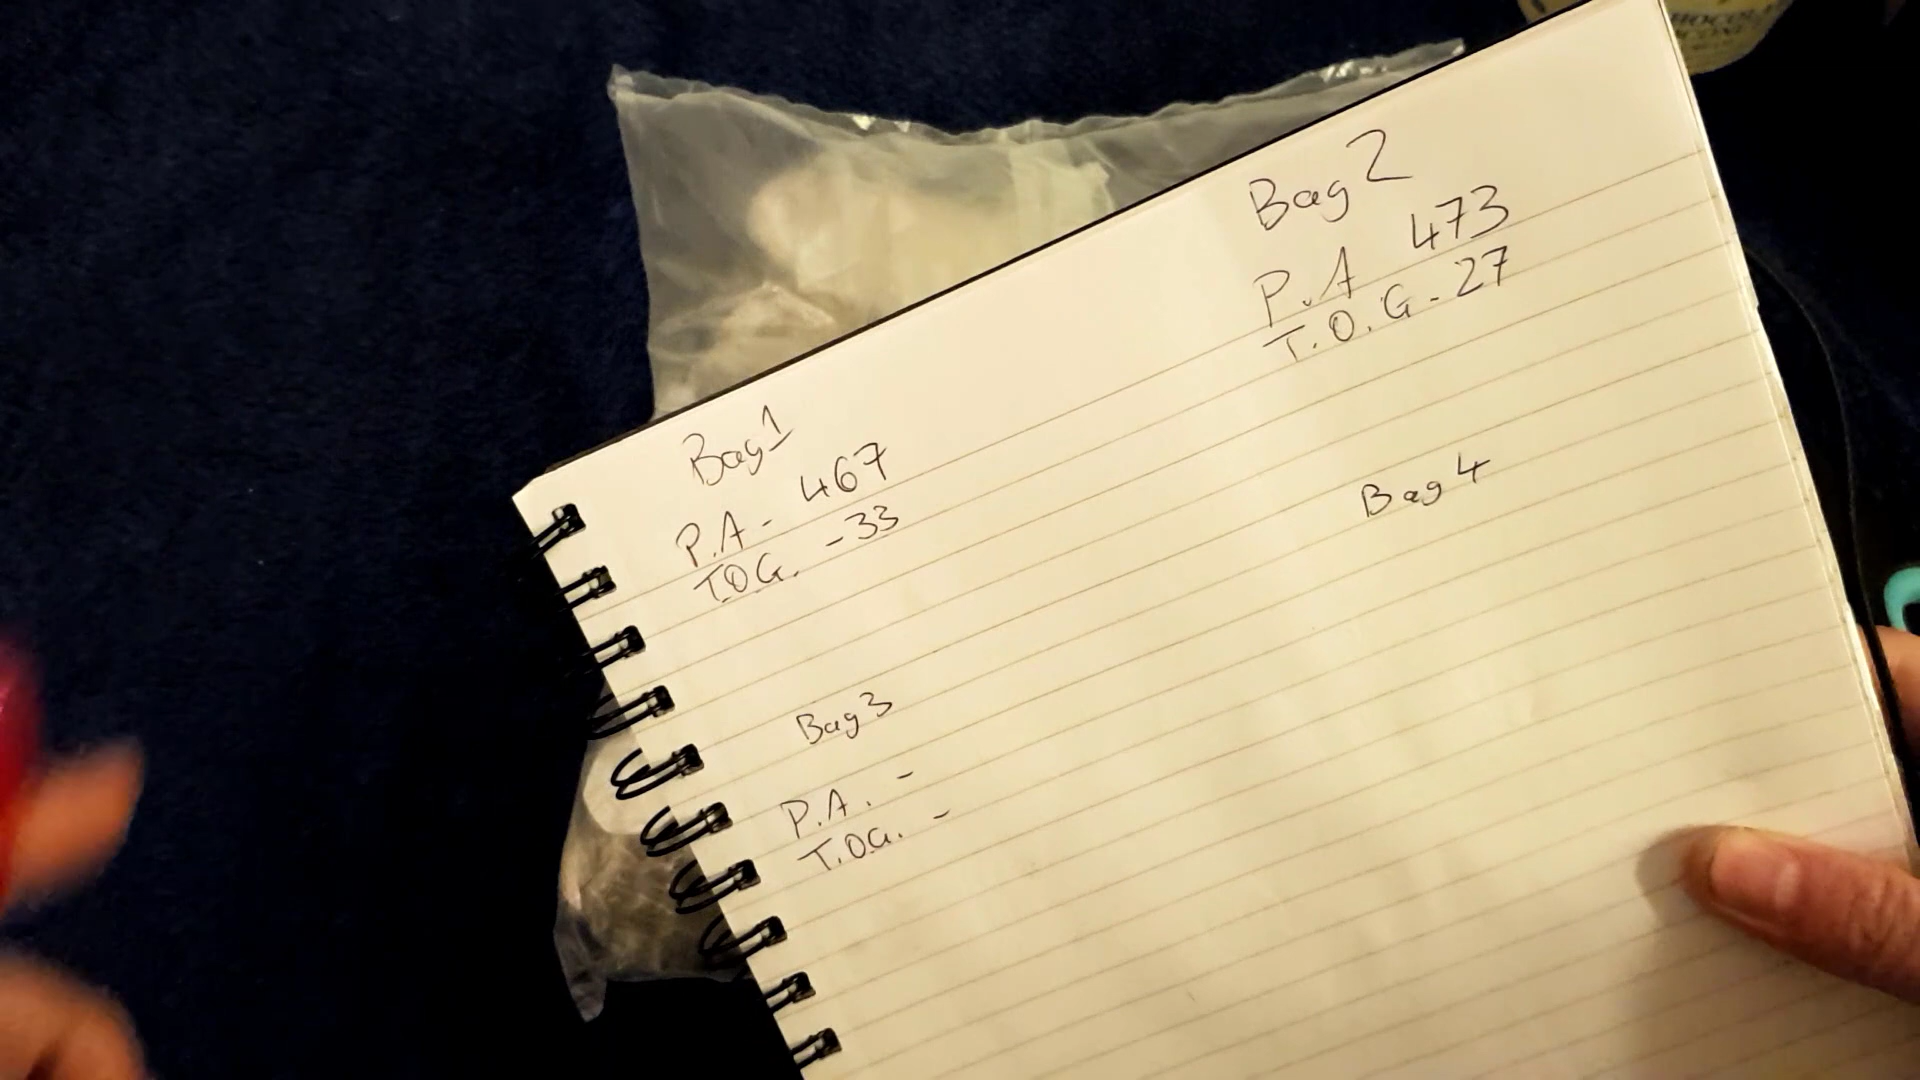 Bag 1
P.A - 467
T.O.G. - 33
Bag 2
P.A 473
T.O.G - 27
Bag 3
P.A. -
T.O.G. -
Bag 4